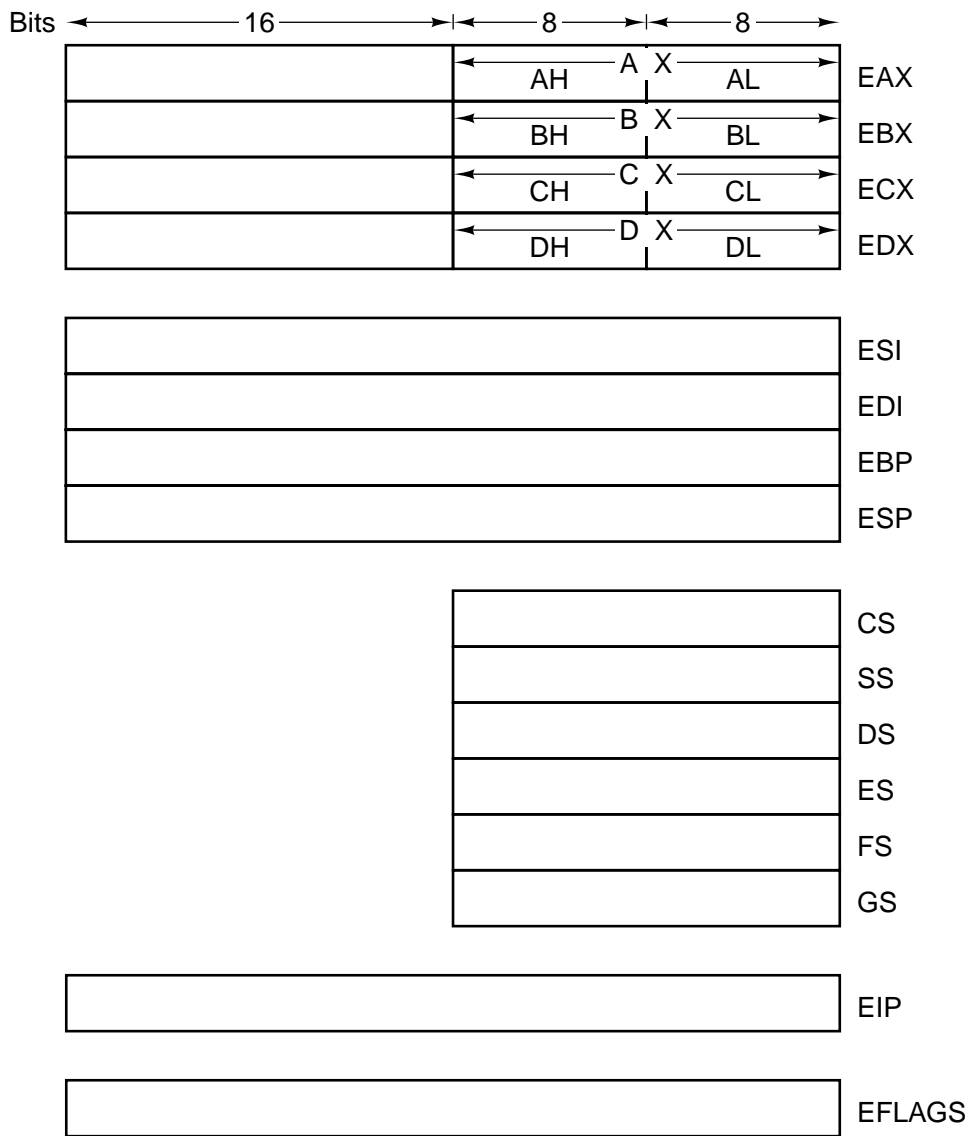 Bits 16 8 8
A X
AH AL EAX
B X
BH BL EBX
C X
CH CL ECX
D X
DH DL EDX
ESI
EDI
EBP
ESP
CS
SS
DS
ES
FS
GS
EIP
EFLAGS